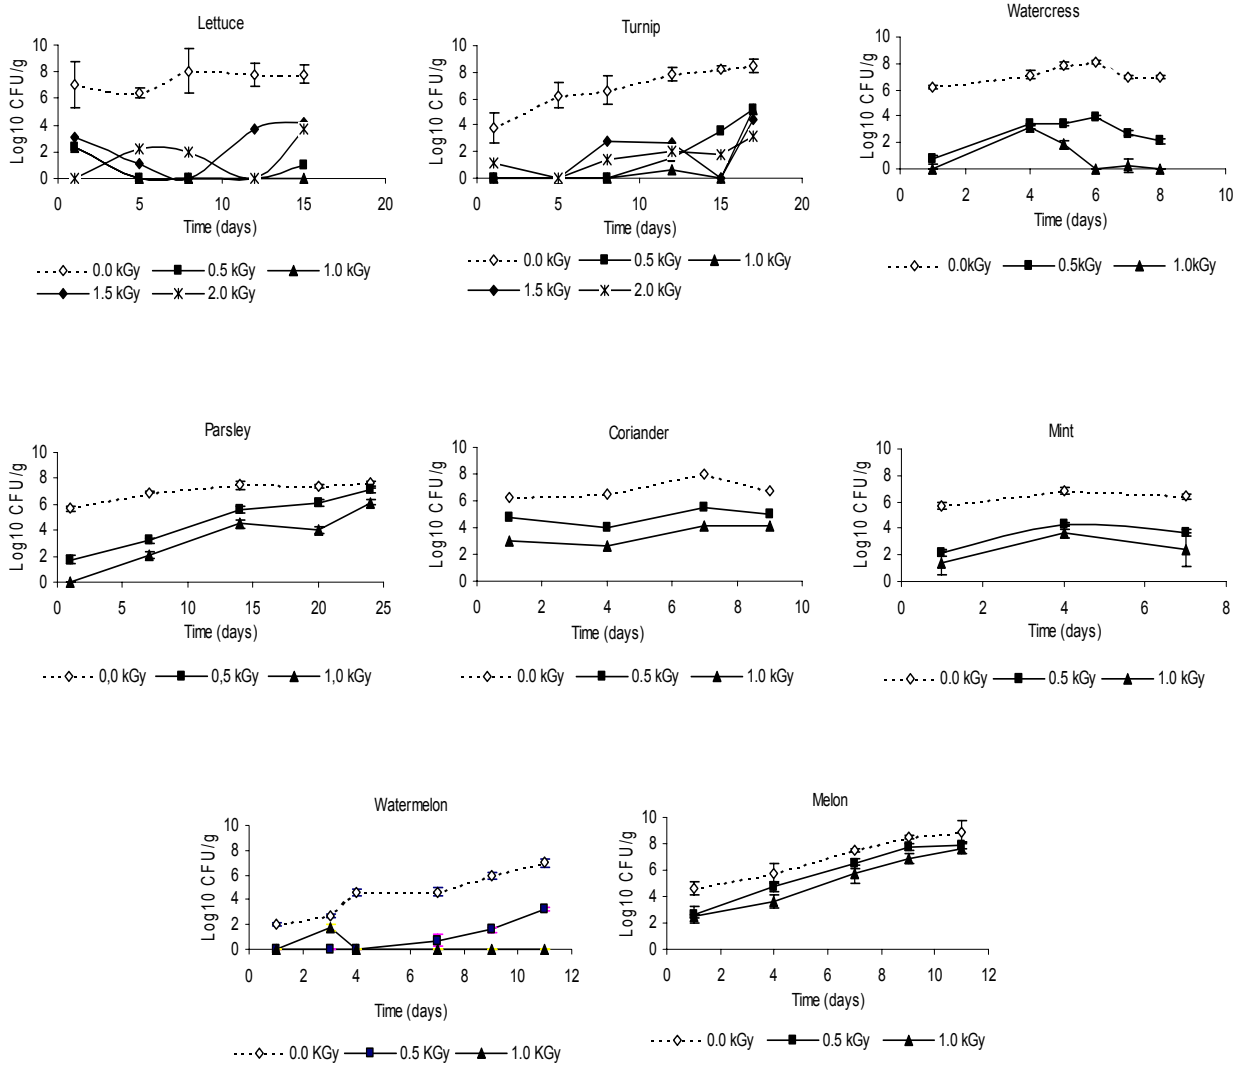 Lettuce
Log10 CFU/g
10
8
6
4
2
0
0 5 10 15 20
Time (days)
0.0 kGy 0.5 kGy 1.0 kGy
1.5 kGy 2.0 kGy
Turnip
Log10 CFU/g
10
8
6
4
2
0
0 5 10 15 20
Time (days)
0.0 kGy 0.5 kGy 1.0 kGy
1.5 kGy 2.0 kGy
Watercress
Log10 CFU/g
10
8
6
4
2
0
0 2 4 6 8 10
Time (days)
0.0kGy 0.5kGy 1.0kGy
Parsley
Log10 CFU/g
10
8
6
4
2
0
0 5 10 15 20 25
Time (days)
0,0 kGy 0,5 kGy 1,0 kGy
Coriander
Log10 CFU/g
10
8
6
4
2
0
0 2 4 6 8 10
Time (days)
0.0 kGy 0.5 kGy 1.0 kGy
Mint
Log10 CFU/g
10
8
6
4
2
0
0 2 4 6 8
Time (days)
0.0 kGy 0.5 kGy 1.0 kGy
Watermelon
Log10 CFU/g
10
8
6
4
2
0
0 2 4 6 8 10 12
Time (days)
0.0 KGy 0.5 KGy 1.0 KGy
Melon
Log10 CFU/g
10
8
6
4
2
0
0 2 4 6 8 10 12
Time (days)
0.0 kGy 0.5 kGy 1.0 kGy